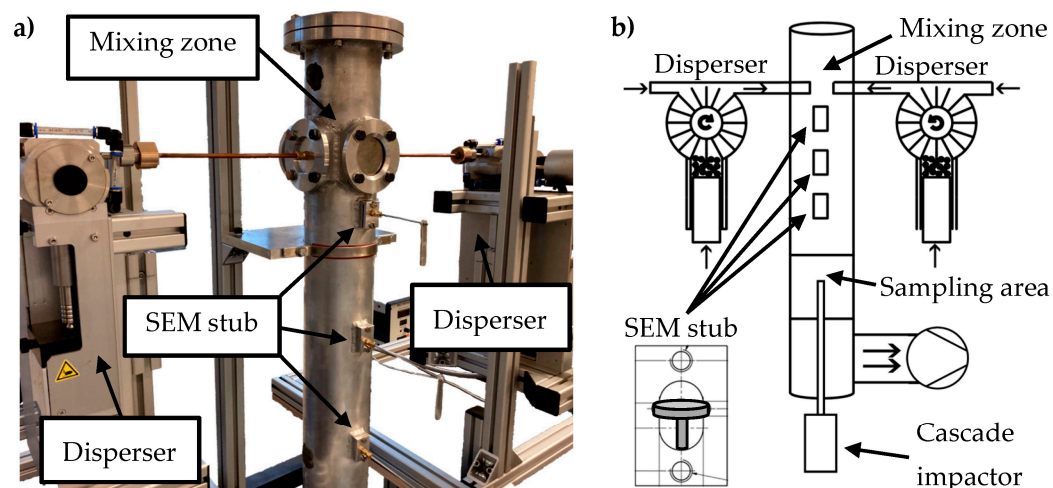 a)
Mixing zone
SEM stub
Disperser
Disperser
b)
Mixing zone
Disperser
Disperser
Sampling area
SEM stub
Cascade
impactor